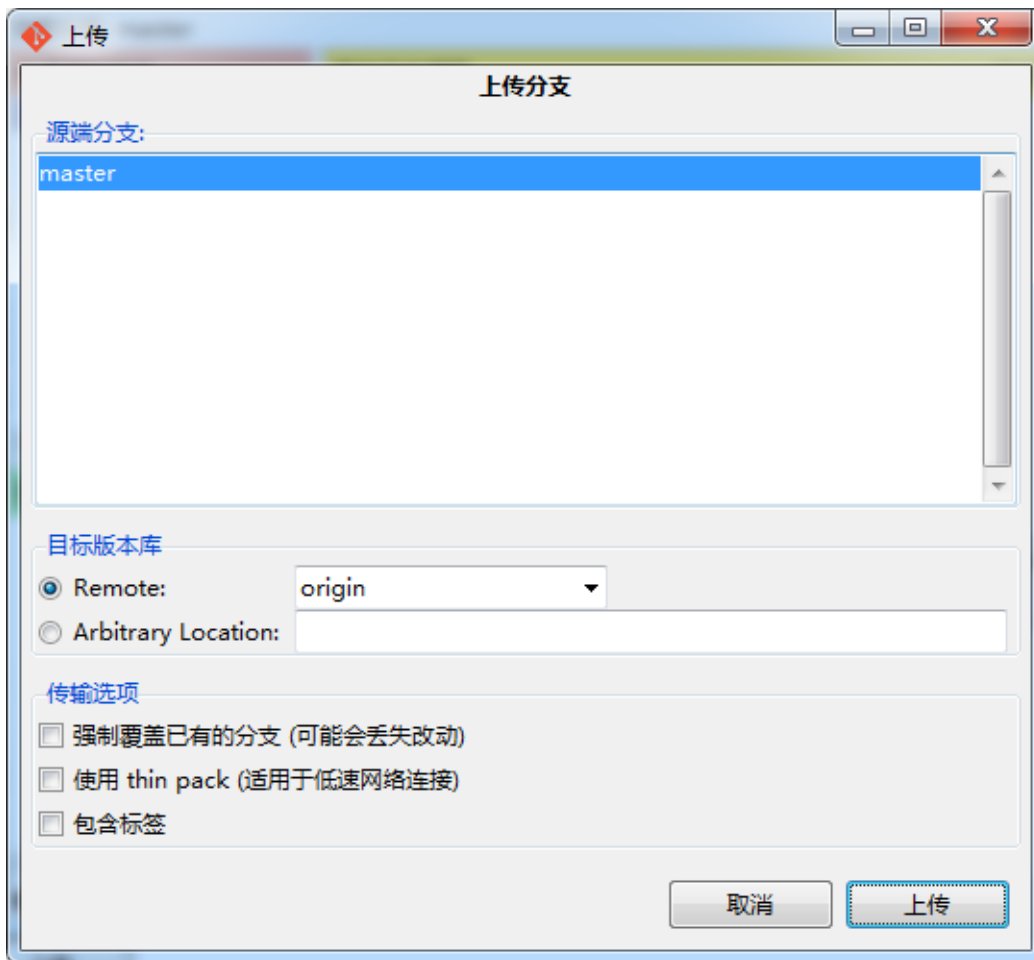 上传
上传分支
源端分支:
master
目标版本库
Remote: origin
Arbitrary Location:
传输选项
强制覆盖已有的分支 (可能会丢失改动)
使用 thin pack (适用于低速网络连接)
包含标签
取消 上传